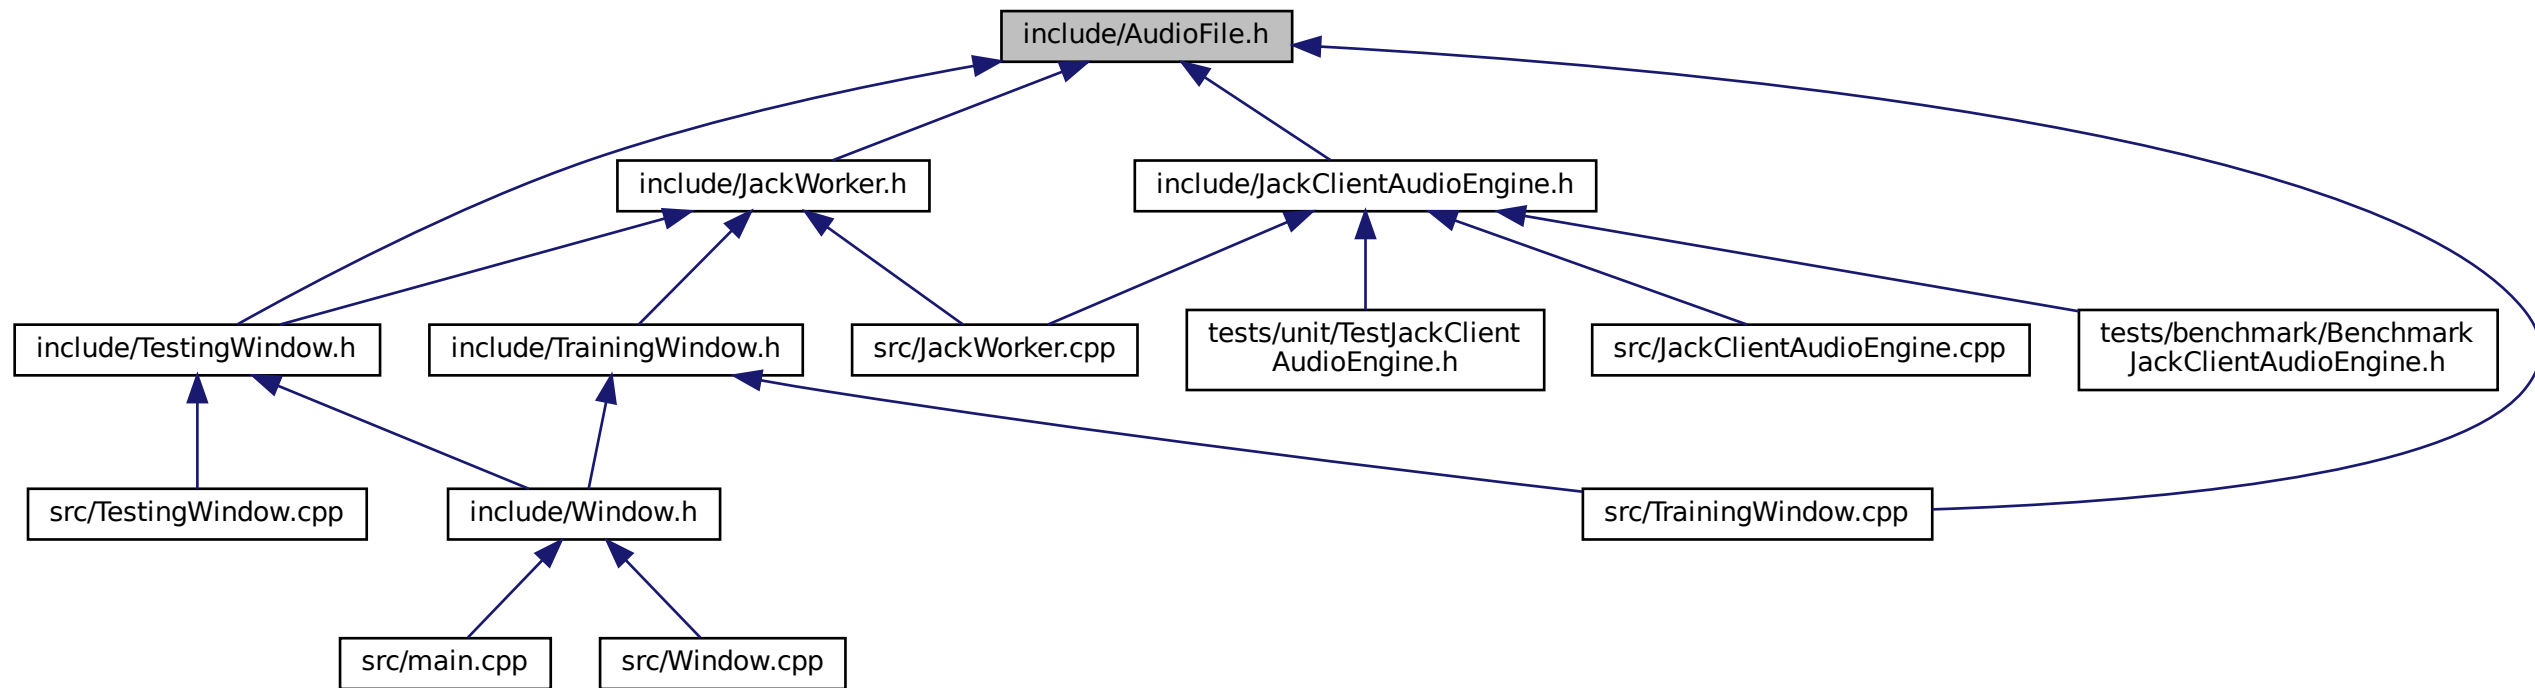 include/AudioFile.h
include/JackWorker.h
include/JackClientAudioEngine.h
include/TestingWindow.h
include/TrainingWindow.h
src/JackWorker.cpp
tests/unit/TestJackClient
AudioEngine.h
src/JackClientAudioEngine.cpp
tests/benchmark/Benchmark
JackClientAudioEngine.h
src/TestingWindow.cpp
include/Window.h
src/TrainingWindow.cpp
src/main.cpp
src/Window.cpp